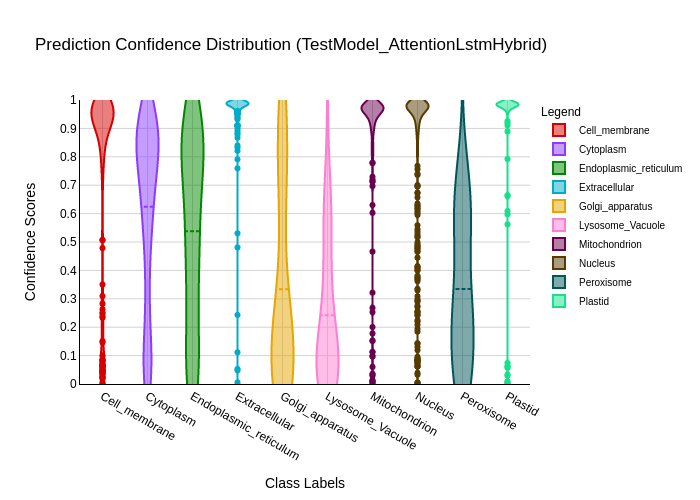 Prediction Confidence Distribution (TestModel_AttentionLstmHybrid)
Confidence Scores
1
0.9
0.8
0.7
0.6
0.5
0.4
0.3
0.2
0.1
0
Cell_membrane
Cytoplasm
Endoplasmic_reticulum
Extracellular
Golgi_apparatus
Lysosome_Vacuole
Mitochondrion
Nucleus
Peroxisome
Plastid
Class Labels
Legend
Cell_membrane
Cytoplasm
Endoplasmic_reticulum
Extracellular
Golgi_apparatus
Lysosome_Vacuole
Mitochondrion
Nucleus
Peroxisome
Plastid